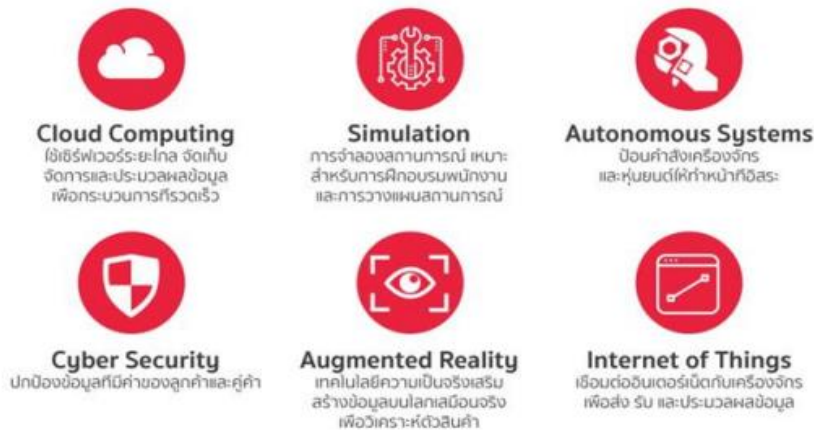 Cloud Computing
ใช้เซิร์ฟเวอร์ระยะไกล จัดเก็บ
จัดการและประมวลผลข้อมูล
เพื่อกระบวนการที่รวดเร็ว
Simulation
การจำลองสถานการณ์ เหมาะ
สำหรับการฝึกอบรมพนักงาน
และการวางแผนสถานการณ์
Autonomous Systems
ป้อนคำสั่งเครื่องจักร
และหุ่นยนต์ให้ทำหน้าที่อิสระ
Cyber Security
ปกป้องข้อมูลที่มีค่าของลูกค้าและคู่ค้า
Augmented Reality
เทคโนโลยีความเป็นจริงเสริม
สร้างข้อมูลบนโลกเสมือนจริง
เพื่อวิเคราะห์ตัวสินค้า
Internet of Things
เชื่อมต่ออินเตอร์เน็ตกับเครื่องจักร
เพื่อส่ง รับ และประมวลผลข้อมูล